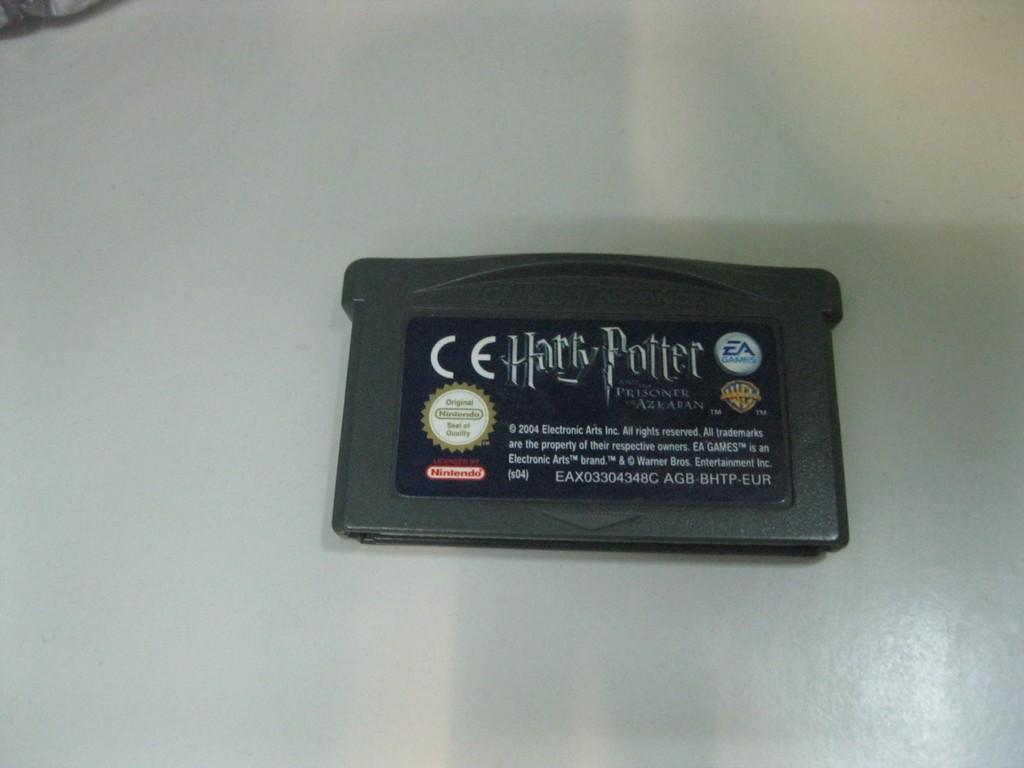 GAME BOY ADVANCE
CE Harry Potter
AND THE
PRISONER
OF AZKABAN
EA
GAMES
WB
TM TM
Original
Nintendo
Seal of
Quality
TM
LICENSED BY
Nintendo
© 2004 Electronic Arts Inc. All rights reserved. All trademarks
are the property of their respective owners. EA GAMES™ is an
Electronic Arts™ brand.™ & © Warner Bros. Entertainment Inc.
(s04) EAX03304348C AGB-BHTP-EUR